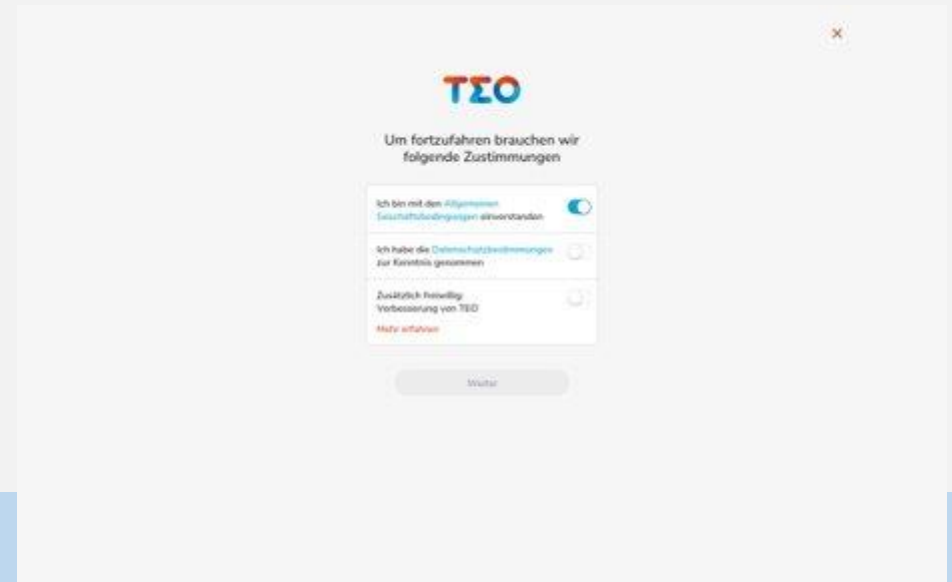 TEO
Um fortzufahren brauchen wir
folgende Zustimmungen
Ich bin mit den Allgemeinen
Geschäftsbedingungen einverstanden
Ich habe die Datenschutzbestimmungen
zur Kenntnis genommen
Zusätzlich freiwillig:
Verbesserung von TEO
Mehr erfahren
Weiter